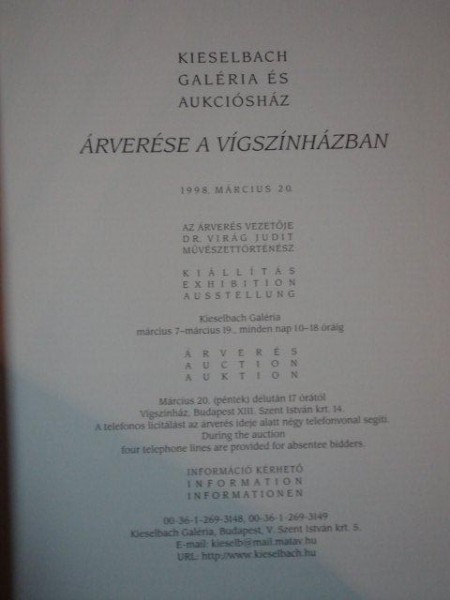 KIESELBACH
GALÉRIA ÉS
AUKCIÓSHÁZ
ÁRVERÉSE A VÍGSZÍNHÁZBAN
1998. MÁRCIUS 20.
AZ ÁRVERÉS VEZETŐJE
DR. VIRÁG JUDIT
MŰVÉSZETTÖRTÉNÉSZ
KIÁLLÍTÁS
EXHIBITION
AUSSTELLUNG
Kieselbach Galéria
március 7–március 19., minden nap 10–18 óráig
ÁRVERÉS
AUCTION
AUKTION
Március 20. (péntek) délután 17 órától
Vígszínház, Budapest XIII. Szent István krt. 14.
A telefonos licitálást az árverés ideje alatt négy telefonvonal segíti.
During the auction
four telephone lines are provided for absentee bidders.
INFORMÁCIÓ KÉRHETŐ
INFORMATION
INFORMATIONEN
00-36-1-269-3148, 00-36-1-269-3149
Kieselbach Galéria, Budapest, V. Szent István krt. 5.
E-mail: kieselb@mail.matav.hu
URL: http://www.kieselbach.hu